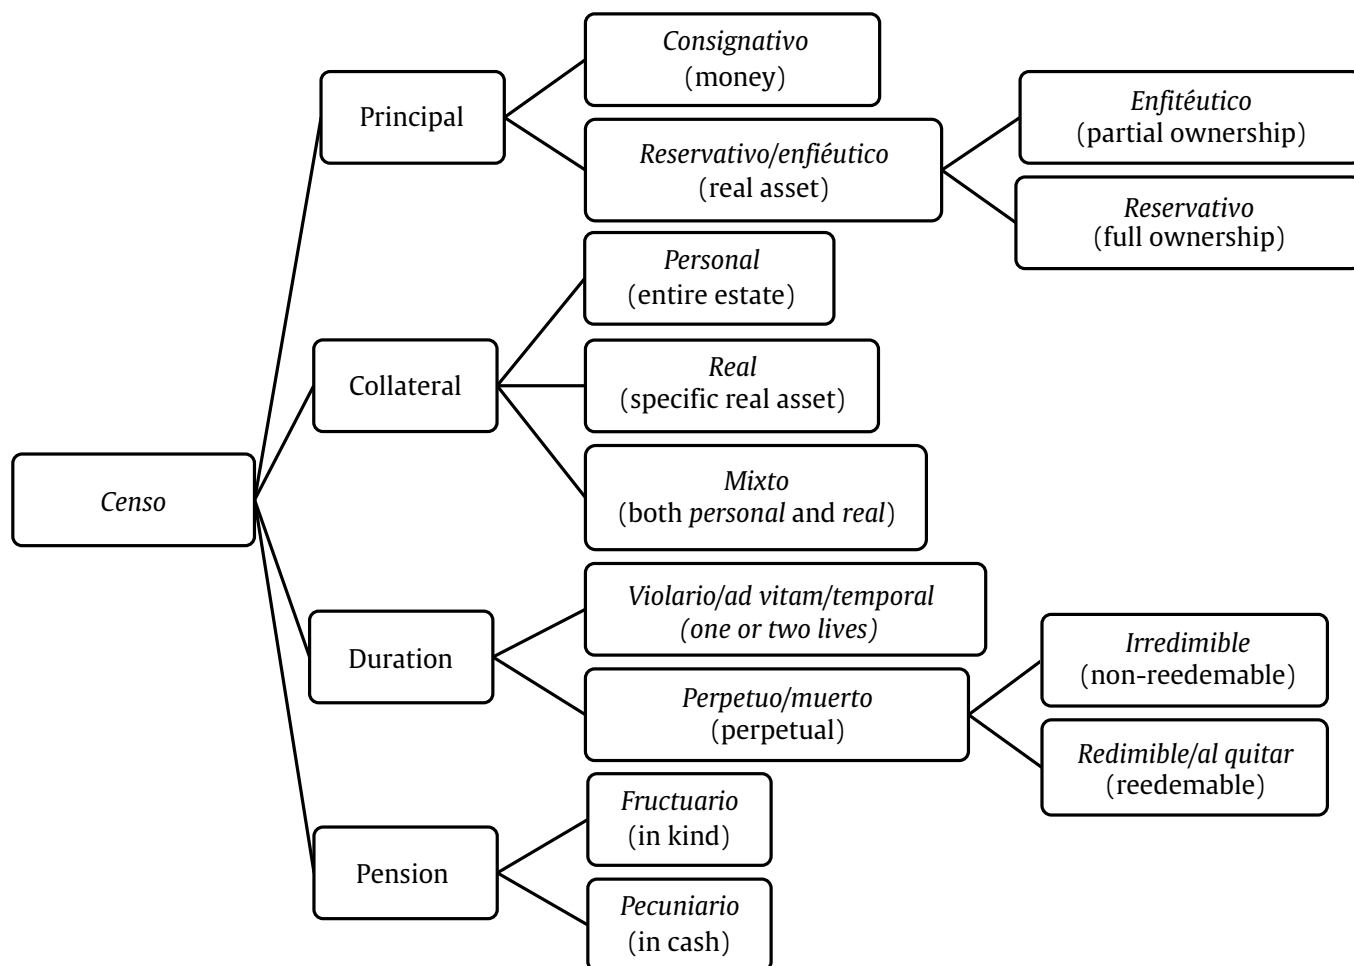 Censo
Principal
Consignativo
(money)
Reservativo/enfiéutico
(real asset)
Enfitéutico
(partial ownership)
Reservativo
(full ownership)
Collateral
Personal
(entire estate)
Real
(specific real asset)
Mixto
(both personal and real)
Duration
Violario/ad vitam/temporal
(one or two lives)
Perpetuo/muerto
(perpetual)
Irredimible
(non-reedemable)
Redimible/al quitar
(reedemable)
Pension
Fructuario
(in kind)
Pecuniario
(in cash)